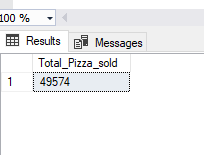 100 %
Results Messages
Total_Pizza_sold
1 49574